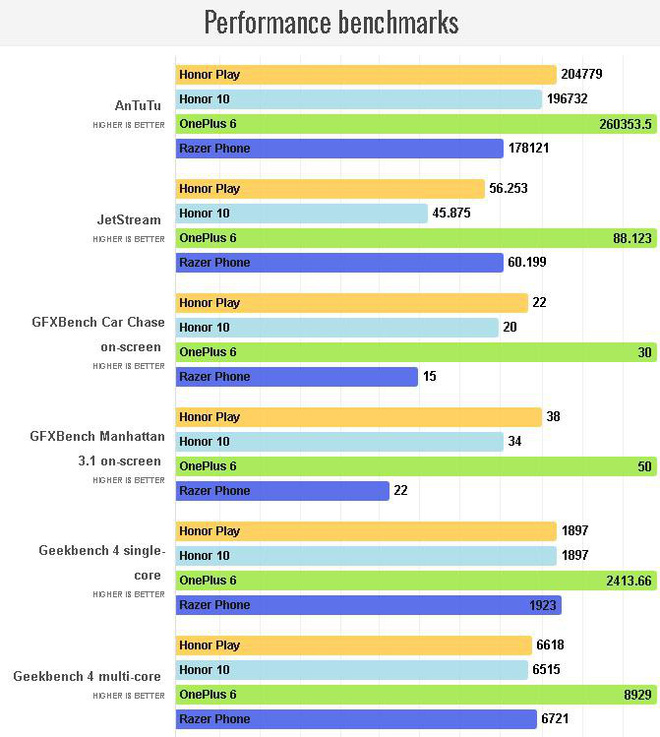 Performance benchmarks
AnTuTu
HIGHER IS BETTER
Honor Play 204779
Honor 10 196732
OnePlus 6 260353.5
Razer Phone 178121
JetStream
HIGHER IS BETTER
Honor Play 56.253
Honor 10 45.875
OnePlus 6 88.123
Razer Phone 60.199
GFXBench Car Chase
on-screen
HIGHER IS BETTER
Honor Play 22
Honor 10 20
OnePlus 6 30
Razer Phone 15
GFXBench Manhattan
3.1 on-screen
HIGHER IS BETTER
Honor Play 38
Honor 10 34
OnePlus 6 50
Razer Phone 22
Geekbench 4 single-
core
HIGHER IS BETTER
Honor Play 1897
Honor 10 1897
OnePlus 6 2413.66
Razer Phone 1923
Geekbench 4 multi-core
HIGHER IS BETTER
Honor Play 6618
Honor 10 6515
OnePlus 6 8929
Razer Phone 6721